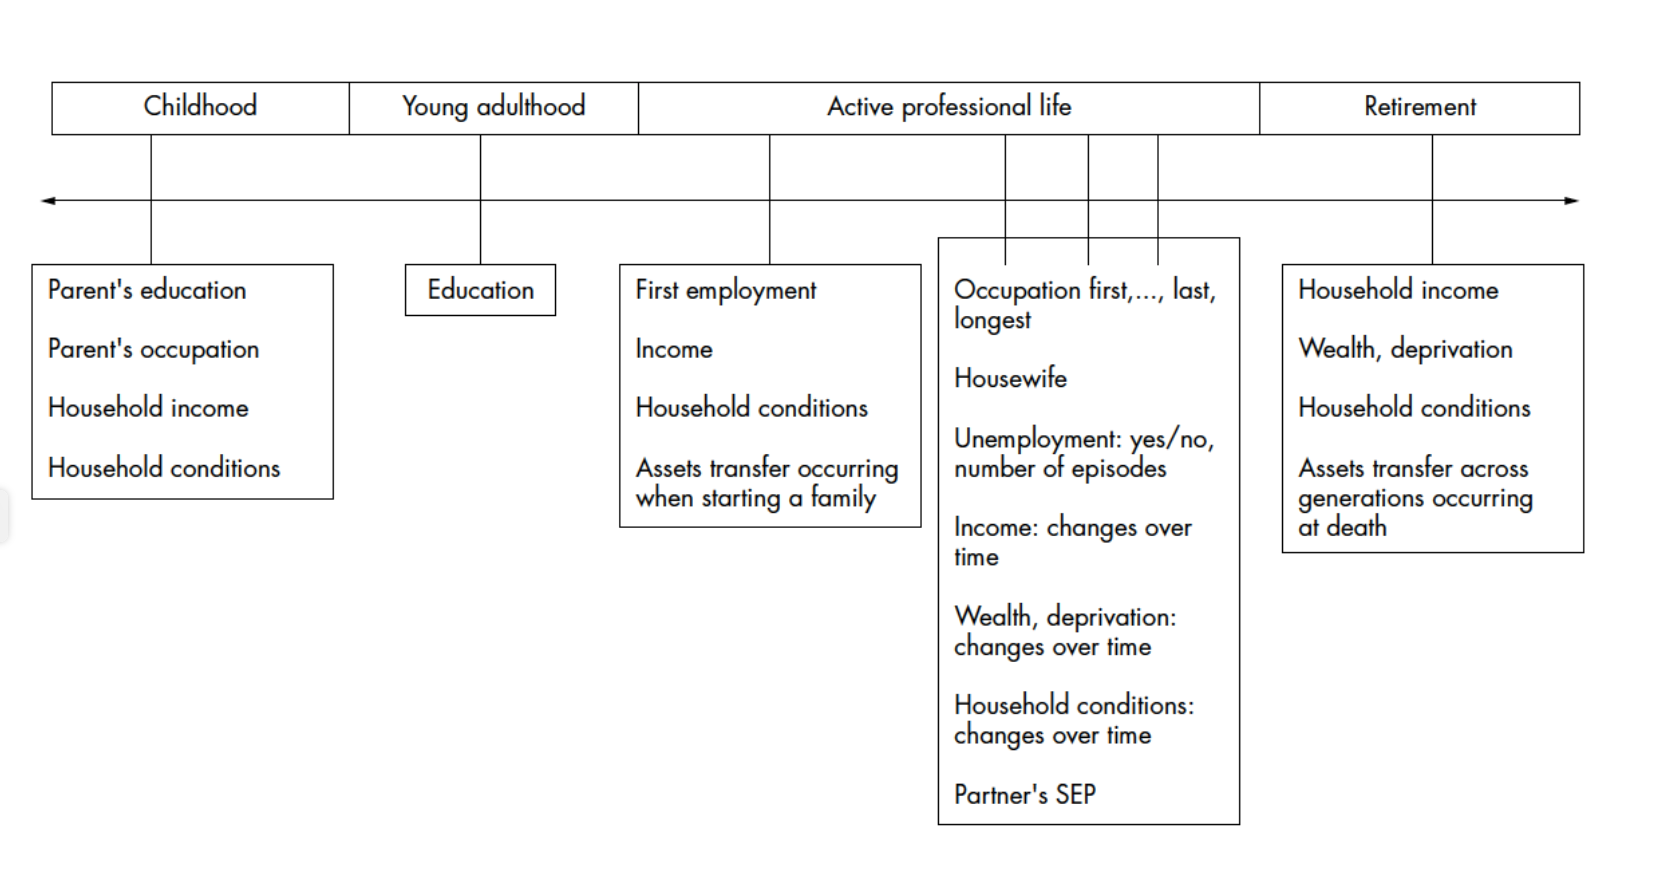 Childhood
Young adulthood
Active professional life
Retirement
Parent's education
Parent's occupation
Household income
Household conditions
Education
First employment
Income
Household conditions
Assets transfer occurring
when starting a family
Occupation first,..., last,
longest
Housewife
Unemployment: yes/no,
number of episodes
Income: changes over
time
Wealth, deprivation:
changes over time
Household conditions:
changes over time
Partner's SEP
Household income
Wealth, deprivation
Household conditions
Assets transfer across
generations occurring
at death